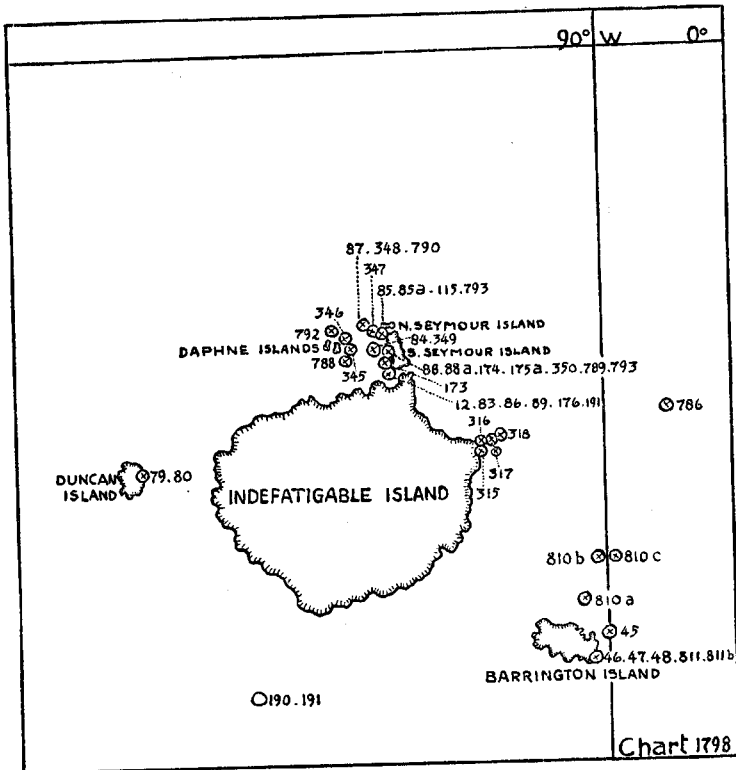 90° W 0°
87. 348. 790
347
85. 85a. 115. 793
346
N. SEYMOUR ISLAND
792
84. 349
DAPHNE ISLANDS
S. SEYMOUR ISLAND
788
345
88. 88a. 174. 175a. 350. 789. 793
173
12. 83. 86. 89. 176. 191
786
316
318
317
315
DUNCAN
ISLAND
79. 80
INDEFATIGABLE ISLAND
810 b
810 c
810 a
45
46. 47. 48. 811. 811b
BARRINGTON ISLAND
190. 191
Chart 1798